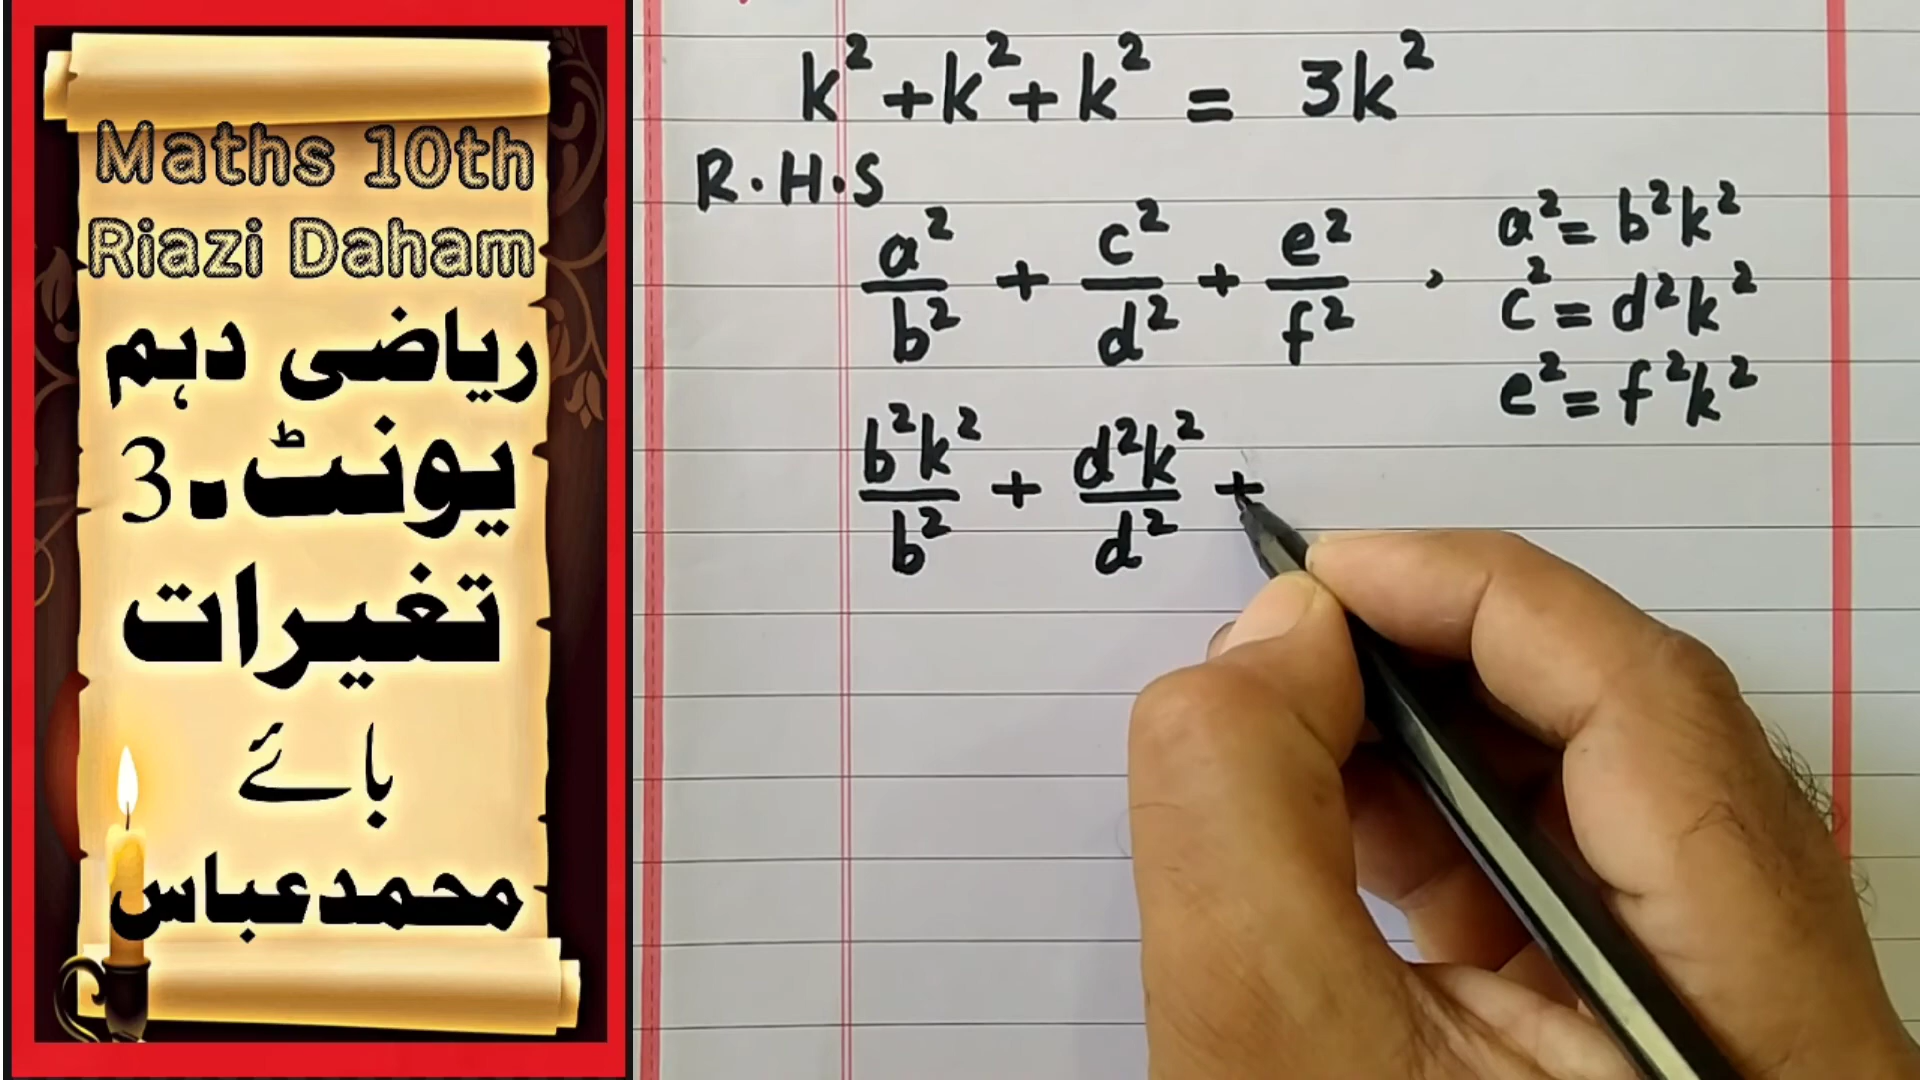 Maths 10th
Riazi Daham
ریاضی دہم
یونٹ۔3
تغیرات
بائے
محمدعباس
k² + k² + k² = 3k²
R.H.S
a²/b² + c²/d² + e²/f² ,
a² = b²k²
c² = d²k²
e² = f²k²
b²k²/b² + d²k²/d² +